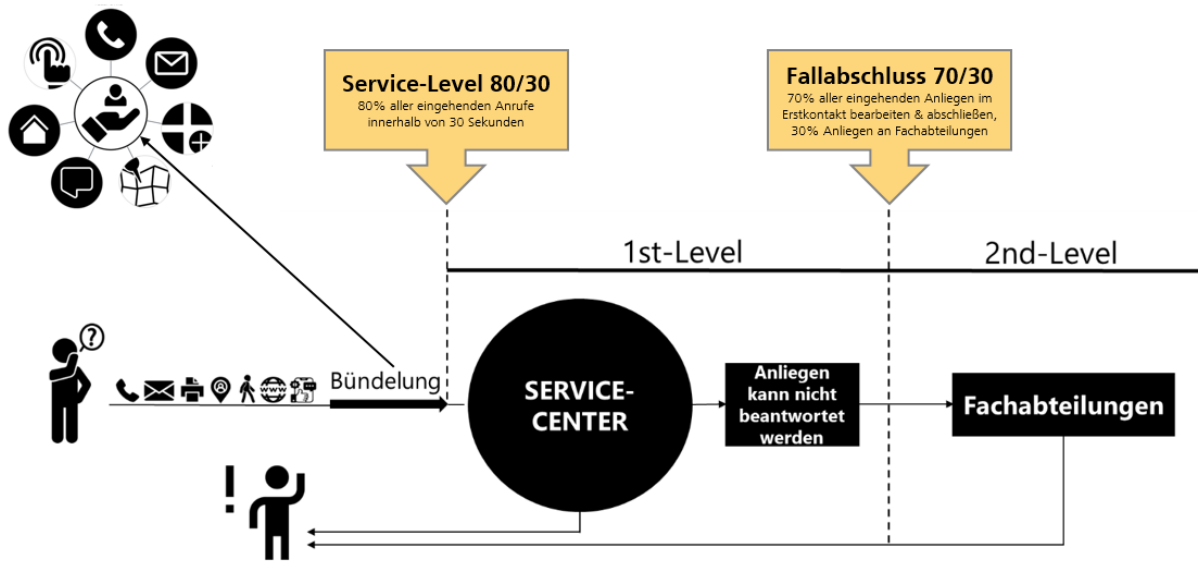 Service-Level 80/30
80% aller eingehenden Anrufe
innerhalb von 30 Sekunden
Fallabschluss 70/30
70% aller eingehenden Anliegen im
Erstkontakt bearbeiten & abschließen,
30% Anliegen an Fachabteilungen
1st-Level
2nd-Level
?
www
Bündelung
SERVICE-
CENTER
Anliegen
kann nicht
beantwortet
werden
Fachabteilungen
!